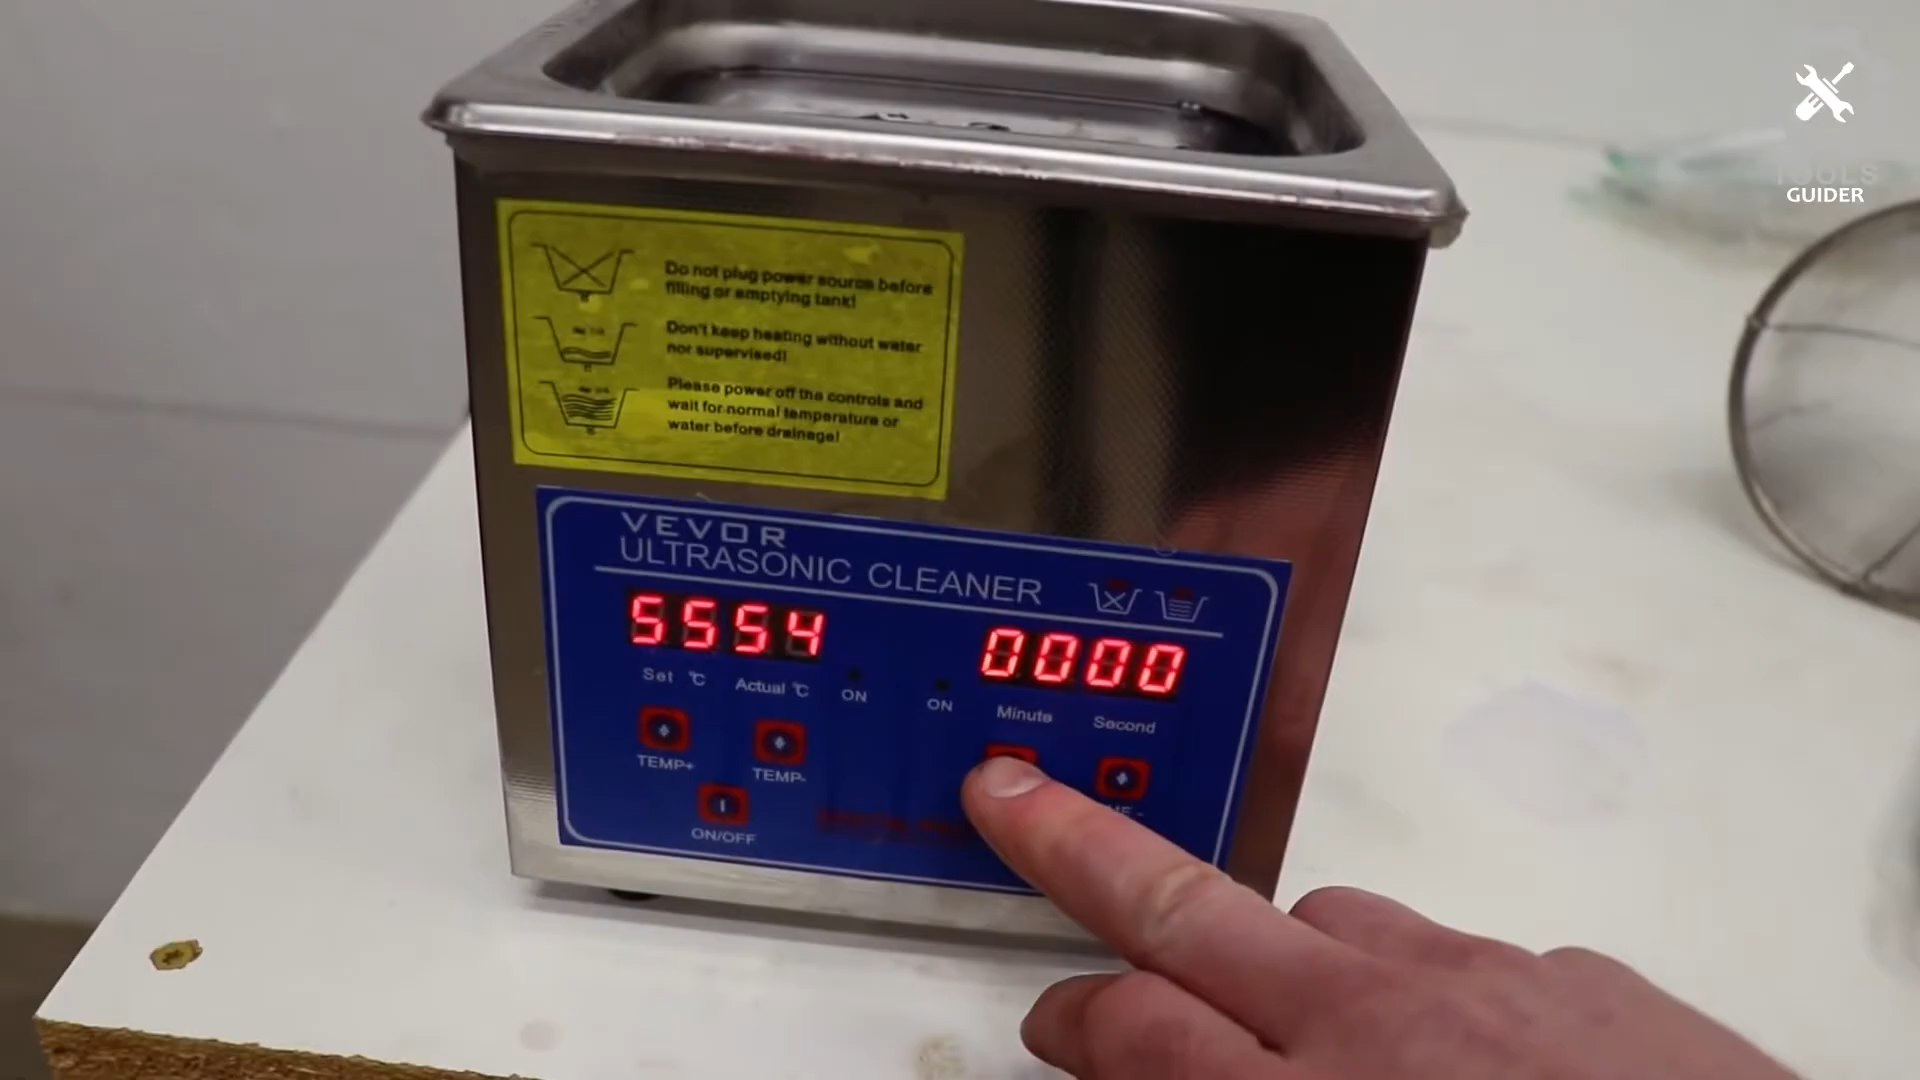 TOOLS
GUIDER
Do not plug power source before
filling or emptying tank!
Don't keep heating without water
nor supervised!
Please power off the controls and
wait for normal temperature or
water before drainage!
VEVOR
ULTRASONIC CLEANER
5554
0000
Set °C
Actual °C
ON
ON
Minute
Second
TEMP+
TEMP-
ON/OFF